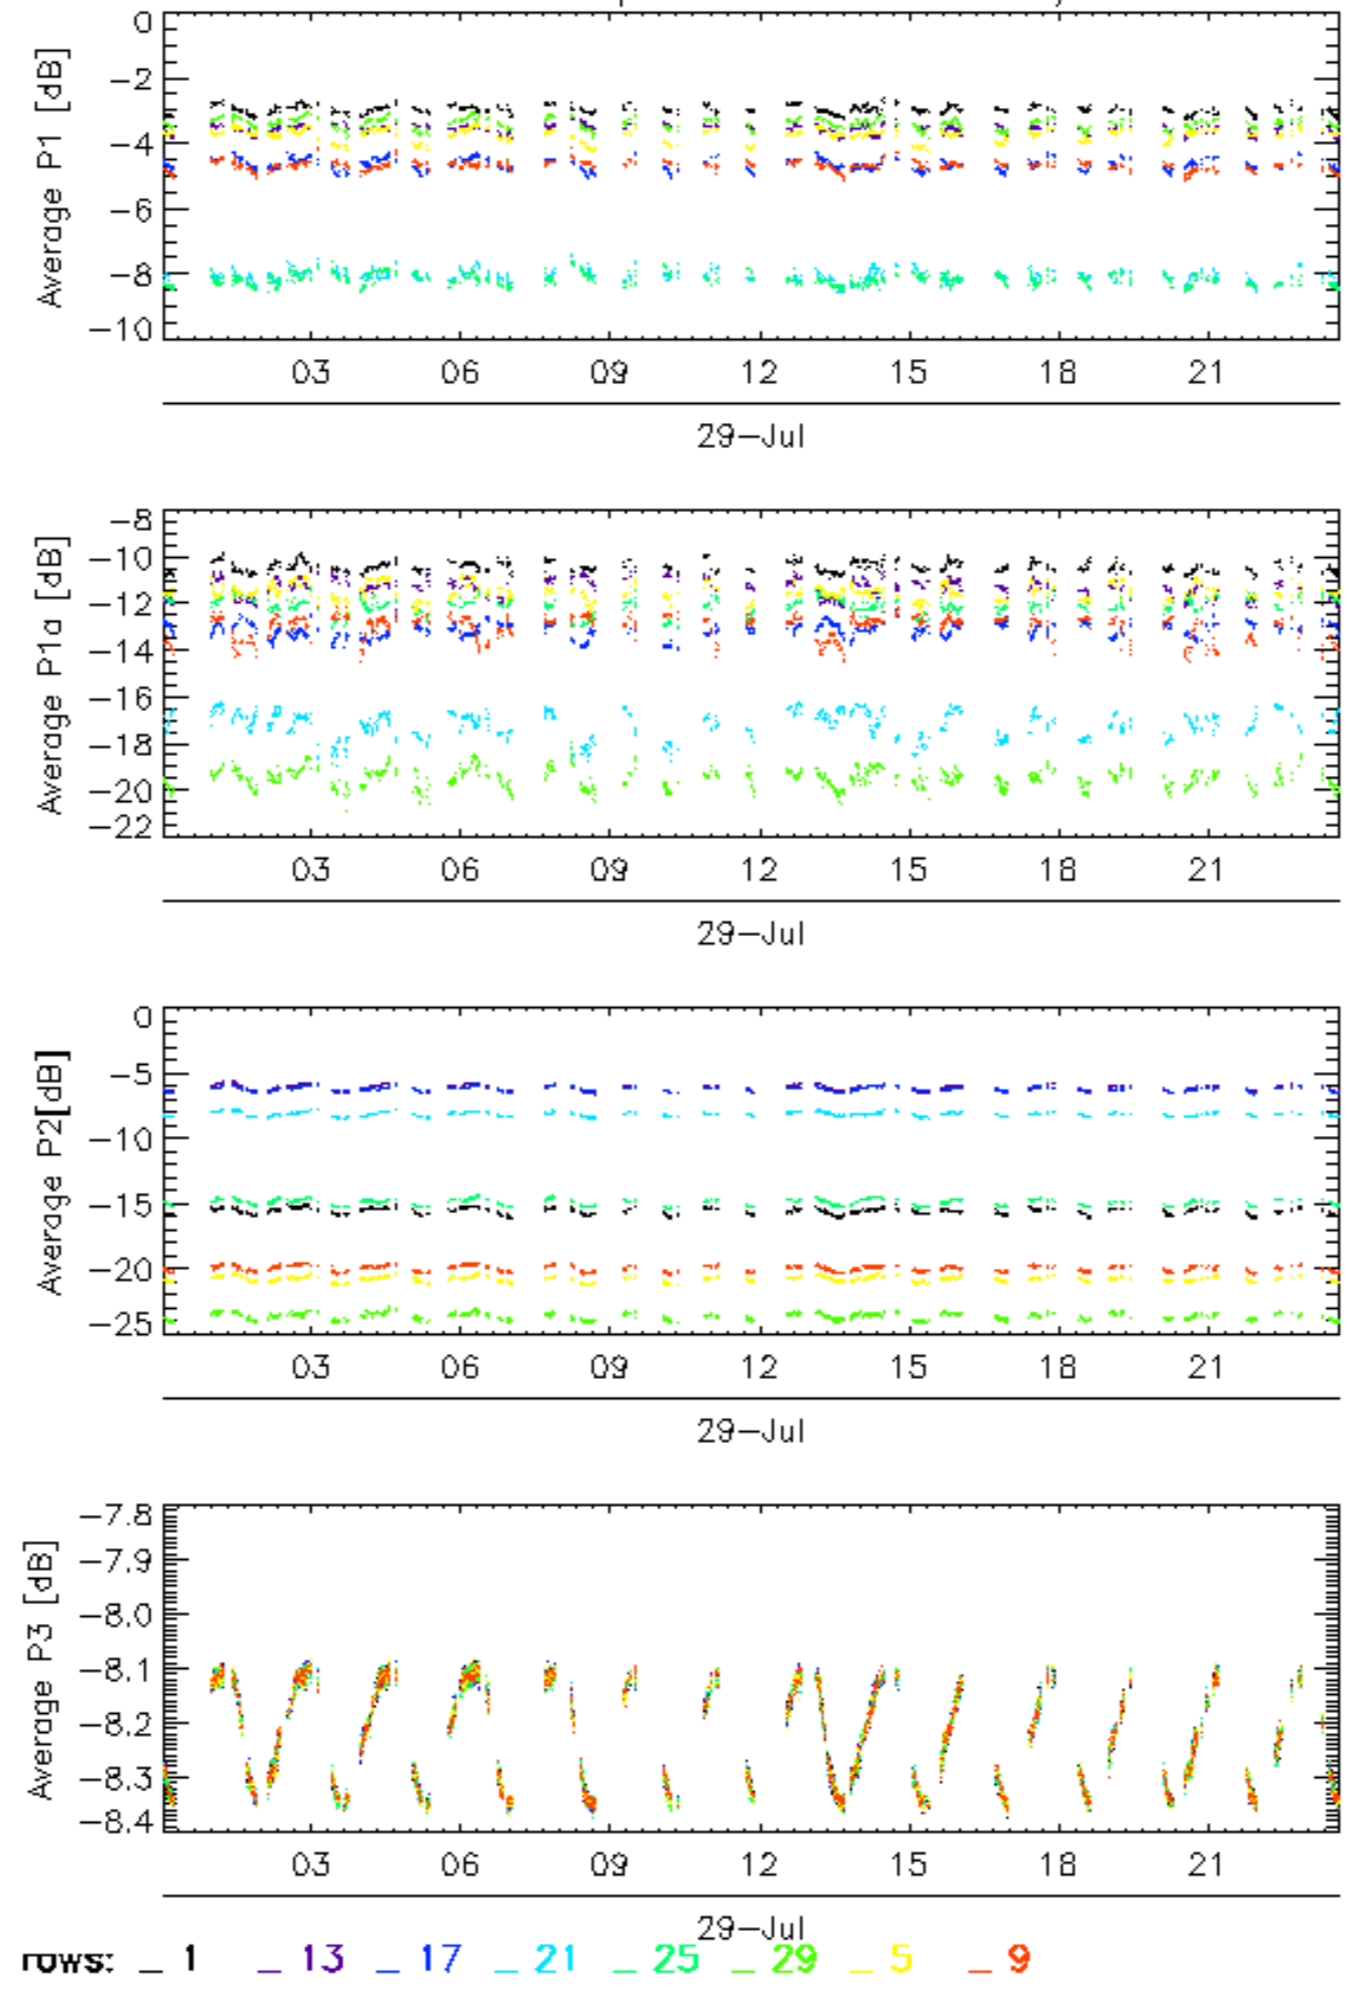 0
−2
−4
−6
−8
−10
Average P1 [dB]
03 06 09 12 15 18 21
29−Jul
−8
−10
−12
−14
−16
−18
−20
−22
Average P1a [dB]
03 06 09 12 15 18 21
29−Jul
0
−5
−10
−15
−20
−25
Average P2[dB]
03 06 09 12 15 18 21
29−Jul
−7.8
−7.9
−8.0
−8.1
−8.2
−8.3
−8.4
Average P3 [dB]
03 06 09 12 15 18 21
29−Jul
rows: _ 1 _ 13 _ 17 _ 21 _ 25 _ 29 _ 5 _ 9